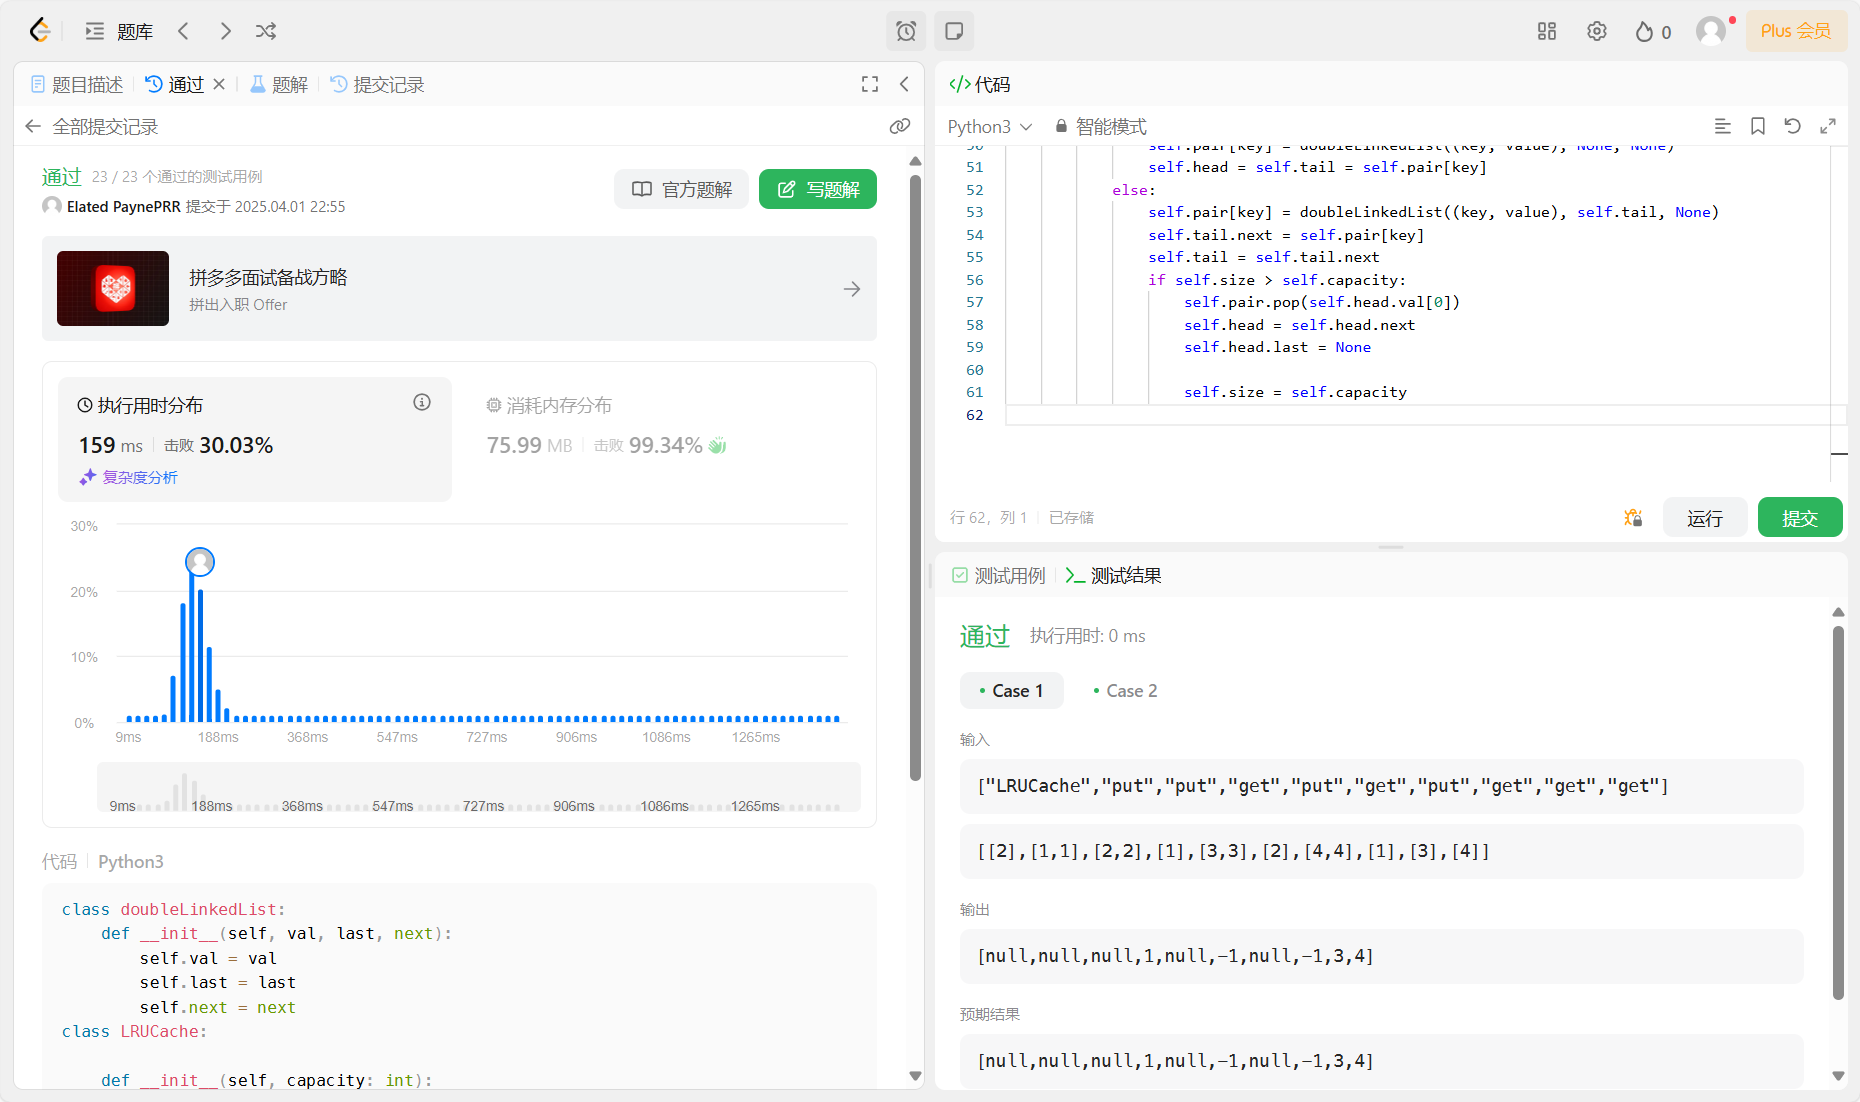 题库
0
Plus 会员
题目描述
通过
题解
提交记录
全部提交记录
通过 23 / 23 个通过的测试用例
Elated PaynePRR 提交于 2025.04.01 22:55
官方题解
写题解
拼多多面试备战方略
拼出入职 Offer
执行用时分布
159 ms 击败 30.03%
复杂度分析
消耗内存分布
75.99 MB 击败 99.34%
30%
20%
10%
0%
9ms 188ms 368ms 547ms 727ms 906ms 1086ms 1265ms
9ms 188ms 368ms 547ms 727ms 906ms 1086ms 1265ms
代码 Python3
class doubleLinkedList:
    def __init__(self, val, last, next):
        self.val = val
        self.last = last
        self.next = next
class LRUCache:
    def __init__(self, capacity: int):
</> 代码
Python3 智能模式
50 self.pair[key] = doubleLinkedList((key, value), None, None)
51 self.head = self.tail = self.pair[key]
52 else:
53 self.pair[key] = doubleLinkedList((key, value), self.tail, None)
54 self.tail.next = self.pair[key]
55 self.tail = self.tail.next
56 if self.size > self.capacity:
57 self.pair.pop(self.head.val[0])
58 self.head = self.head.next
59 self.head.last = None
60
61 self.size = self.capacity
62
行 62, 列 1 已存储
运行
提交
测试用例
测试结果
通过 执行用时: 0 ms
• Case 1
• Case 2
输入
["LRUCache","put","put","get","put","get","put","get","get","get"]
[[2],[1,1],[2,2],[1],[3,3],[2],[4,4],[1],[3],[4]]
输出
[null,null,null,1,null,-1,null,-1,3,4]
预期结果
[null,null,null,1,null,-1,null,-1,3,4]